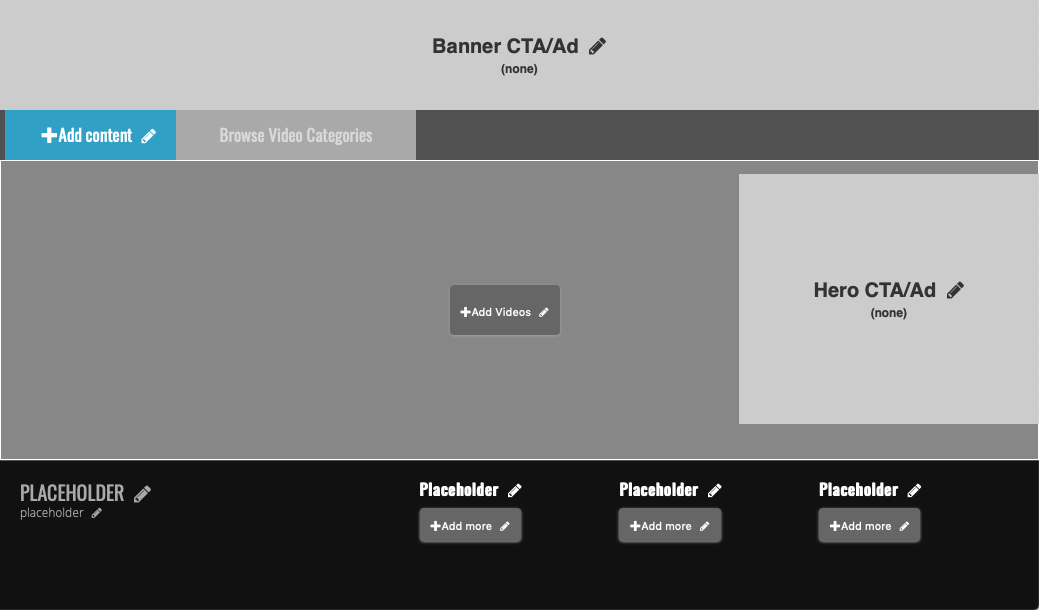 Banner CTA/Ad
(none)
Add content
Browse Video Categories
Add Videos
Hero CTA/Ad
(none)
PLACEHOLDER
placeholder
Placeholder
Add more
Placeholder
Add more
Placeholder
Add more